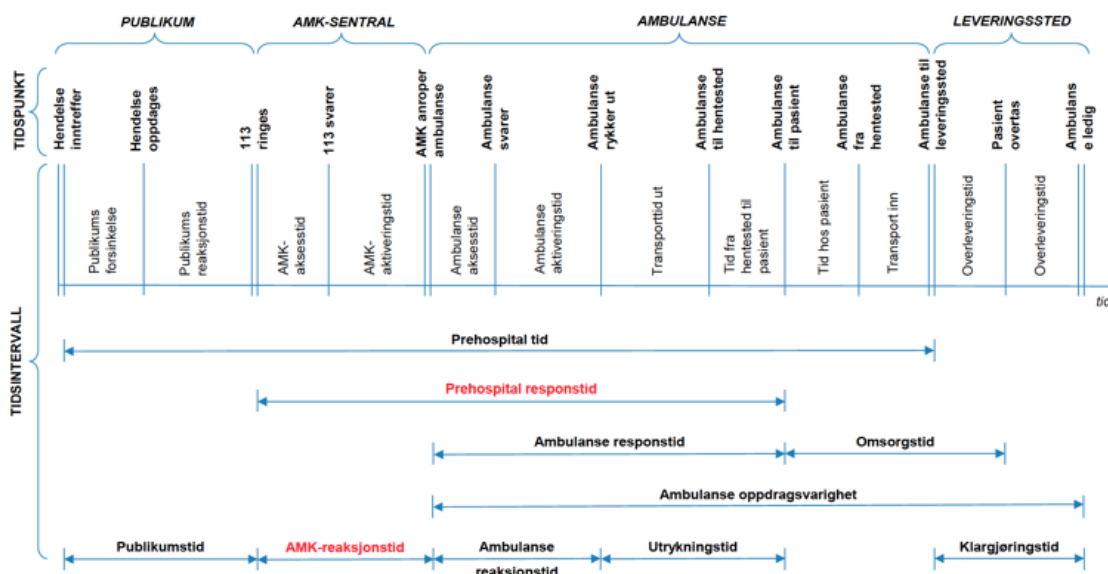 PUBLIKUM
AMK-SENTRAL
AMBULANSE
LEVERINGSSTED
TIDSPUNKT
Hendelse
inntreffer
Hendelse
oppdages
113
ringes
113 svarer
AMK anroper
ambulanse
Ambulanse
svarer
Ambulanse
rykker ut
Ambulanse
til hentested
Ambulanse
til pasient
Ambulanse
fra
hentested
Ambulanse til
leveringssted
Pasient
overtas
Ambulans
e ledig
TIDSINTERVALL
Publikums
forsinkelse
Publikums
reaksjonstid
AMK-
aksesstid
AMK-
aktiveringstid
Ambulanse
aksesstid
Ambulanse
aktiveringstid
Transporttid ut
Tid fra
hentested til
pasient
Tid hos pasient
Transport inn
Overleveringstid
Overleveringstid
tid
Prehospital tid
Prehospital responstid
Ambulanse responstid
Omsorgstid
Ambulanse oppdragsvarighet
Publikumstid
AMK-reaksjonstid
Ambulanse
reaksjonstid
Utrykningstid
Klargjøringstid